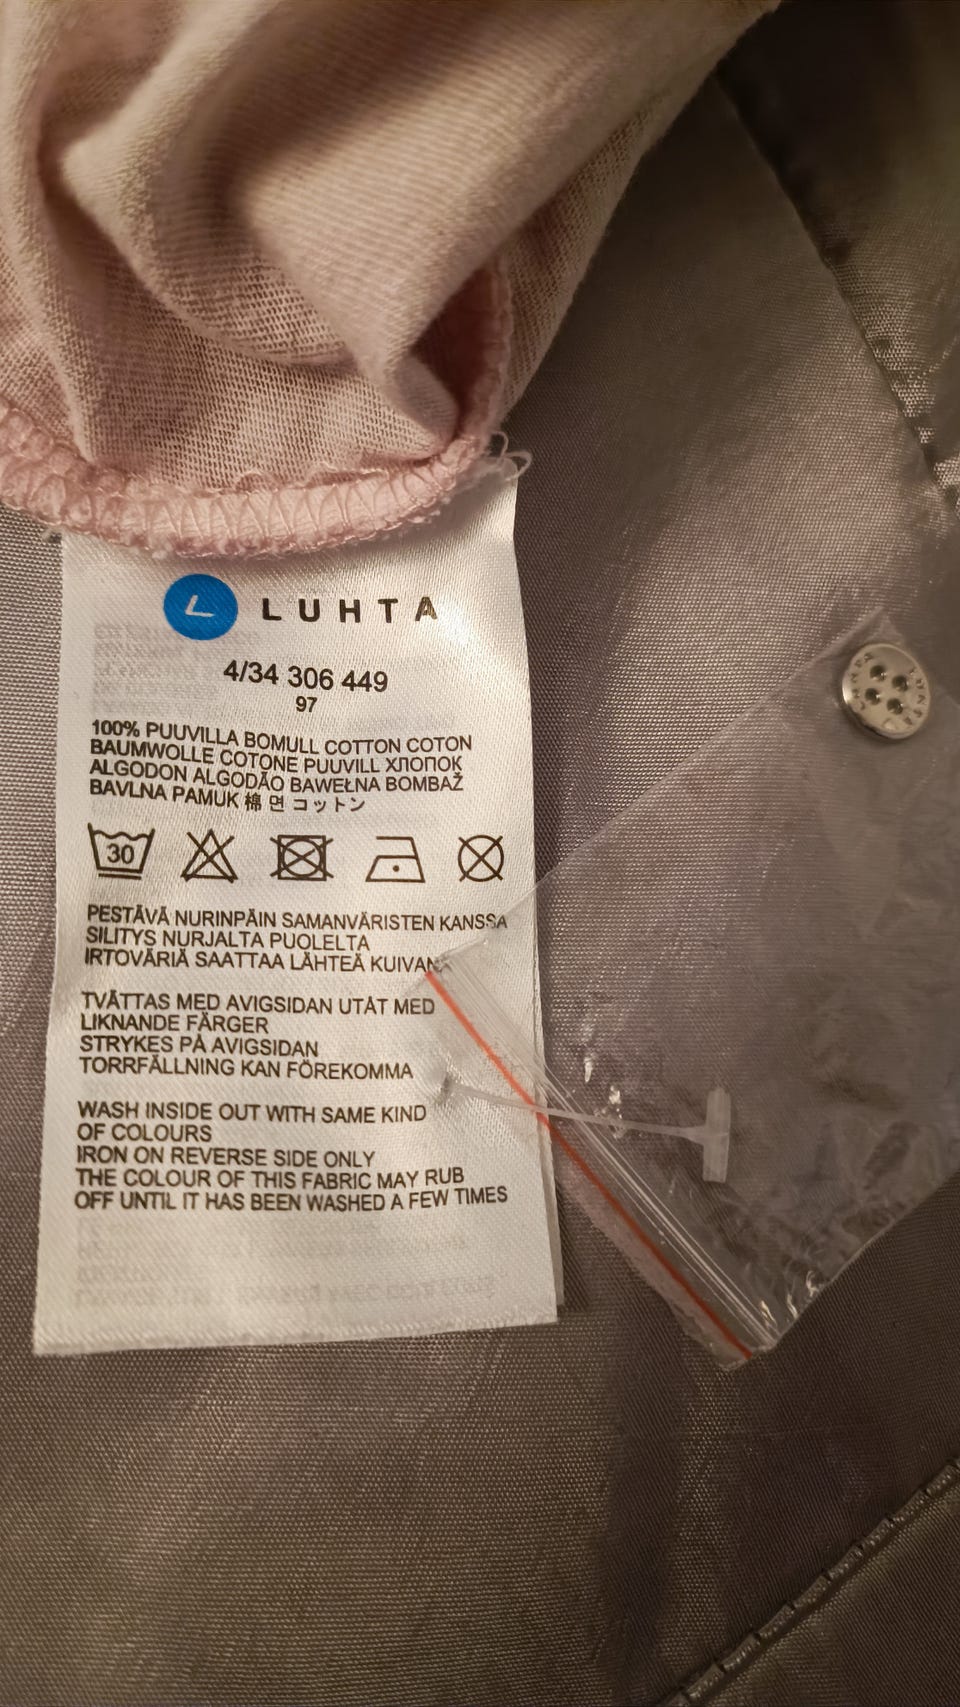 L LUHTA
4/34 306 449
97
100% PUUVILLA BOMULL COTTON COTON
BAUMWOLLE COTONE PUUVILL ХЛОПОК
ALGODON ALGODÃO BAWEŁNA BOMBAŽ
BAVLNA PAMUK 棉 면 コットン
30
PESTÄVÄ NURINPÄIN SAMANVÄRISTEN KANSSA
SILITYS NURJALTA PUOLELTA
IRTOVÄRIÄ SAATTAA LÄHTEÄ KUIVANA
TVÄTTAS MED AVIGSIDAN UTÅT MED
LIKNANDE FÄRGER
STRYKES PÅ AVIGSIDAN
TORRFÄLLNING KAN FÖREKOMMA
WASH INSIDE OUT WITH SAME KIND
OF COLOURS
IRON ON REVERSE SIDE ONLY
THE COLOUR OF THIS FABRIC MAY RUB
OFF UNTIL IT HAS BEEN WASHED A FEW TIMES